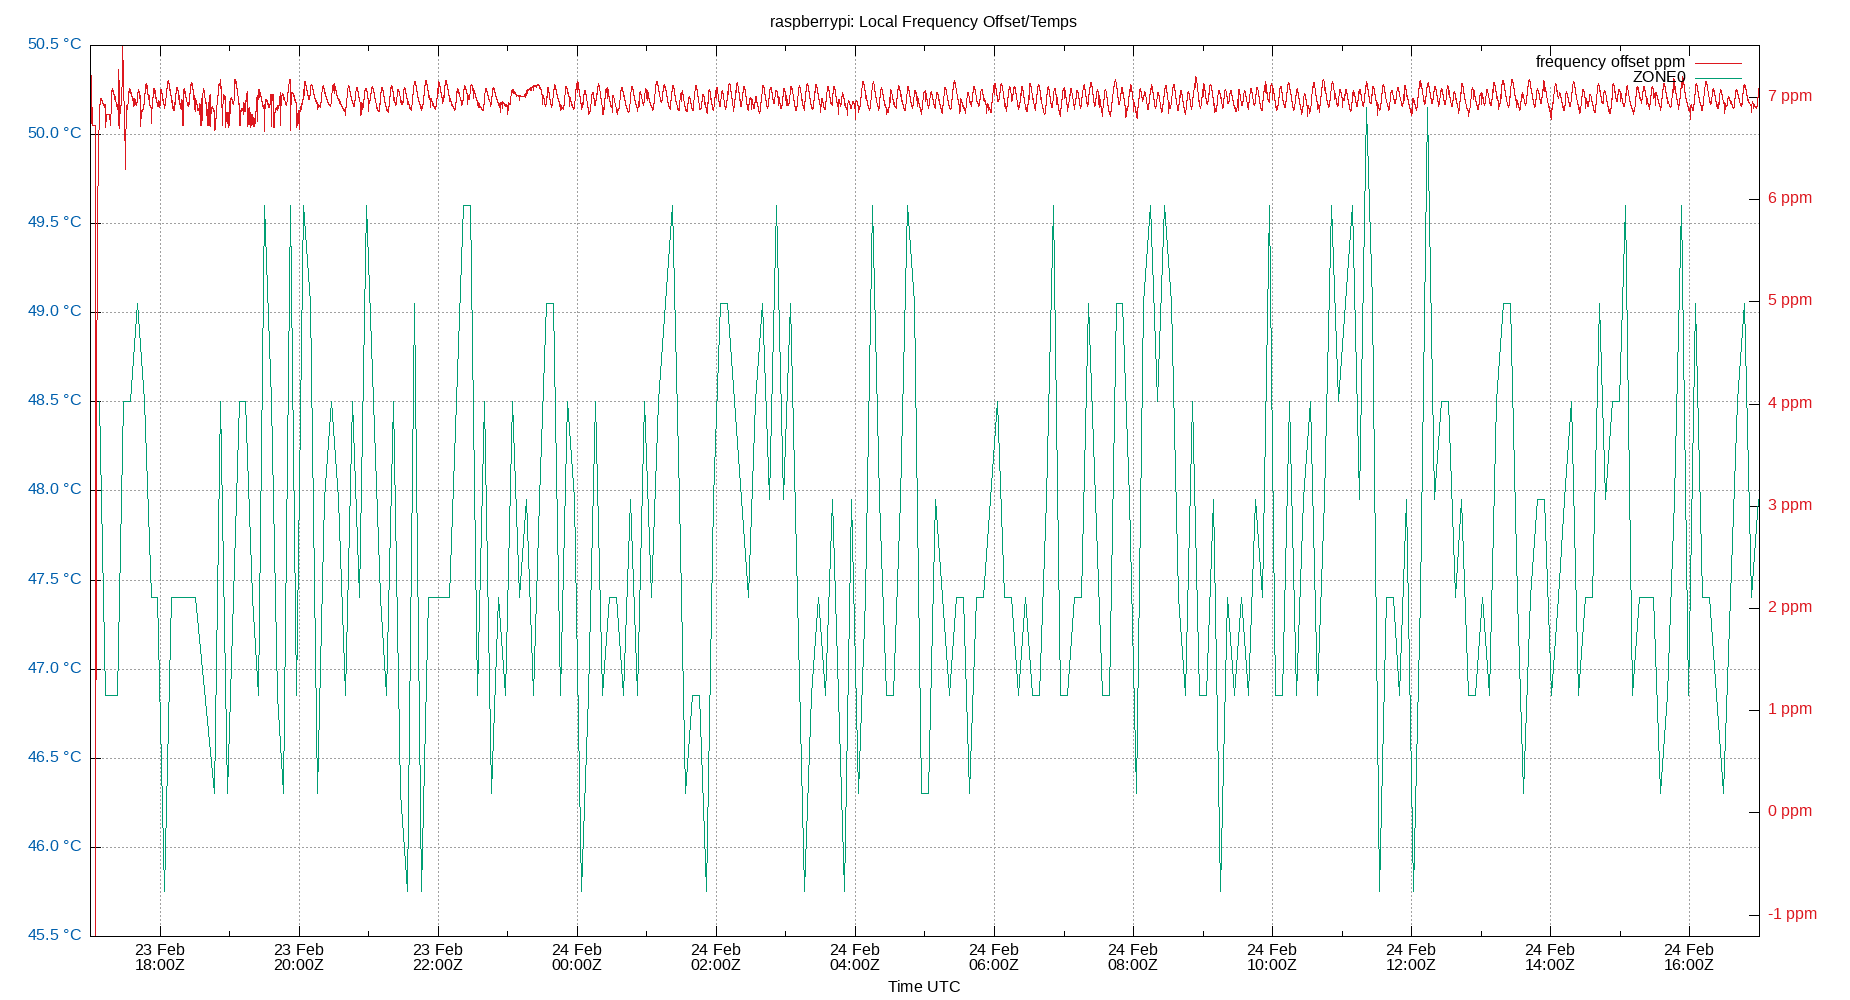 raspberrypi: Local Frequency Offset/Temps
50.5 °C
50.0 °C
49.5 °C
49.0 °C
48.5 °C
48.0 °C
47.5 °C
47.0 °C
46.5 °C
46.0 °C
45.5 °C
frequency offset ppm
ZONE0
7 ppm
6 ppm
5 ppm
4 ppm
3 ppm
2 ppm
1 ppm
0 ppm
-1 ppm
23 Feb 23 Feb 23 Feb 24 Feb 24 Feb 24 Feb 24 Feb 24 Feb 24 Feb 24 Feb 24 Feb 24 Feb
18:00Z 20:00Z 22:00Z 00:00Z 02:00Z 04:00Z 06:00Z 08:00Z 10:00Z 12:00Z 14:00Z 16:00Z
Time UTC